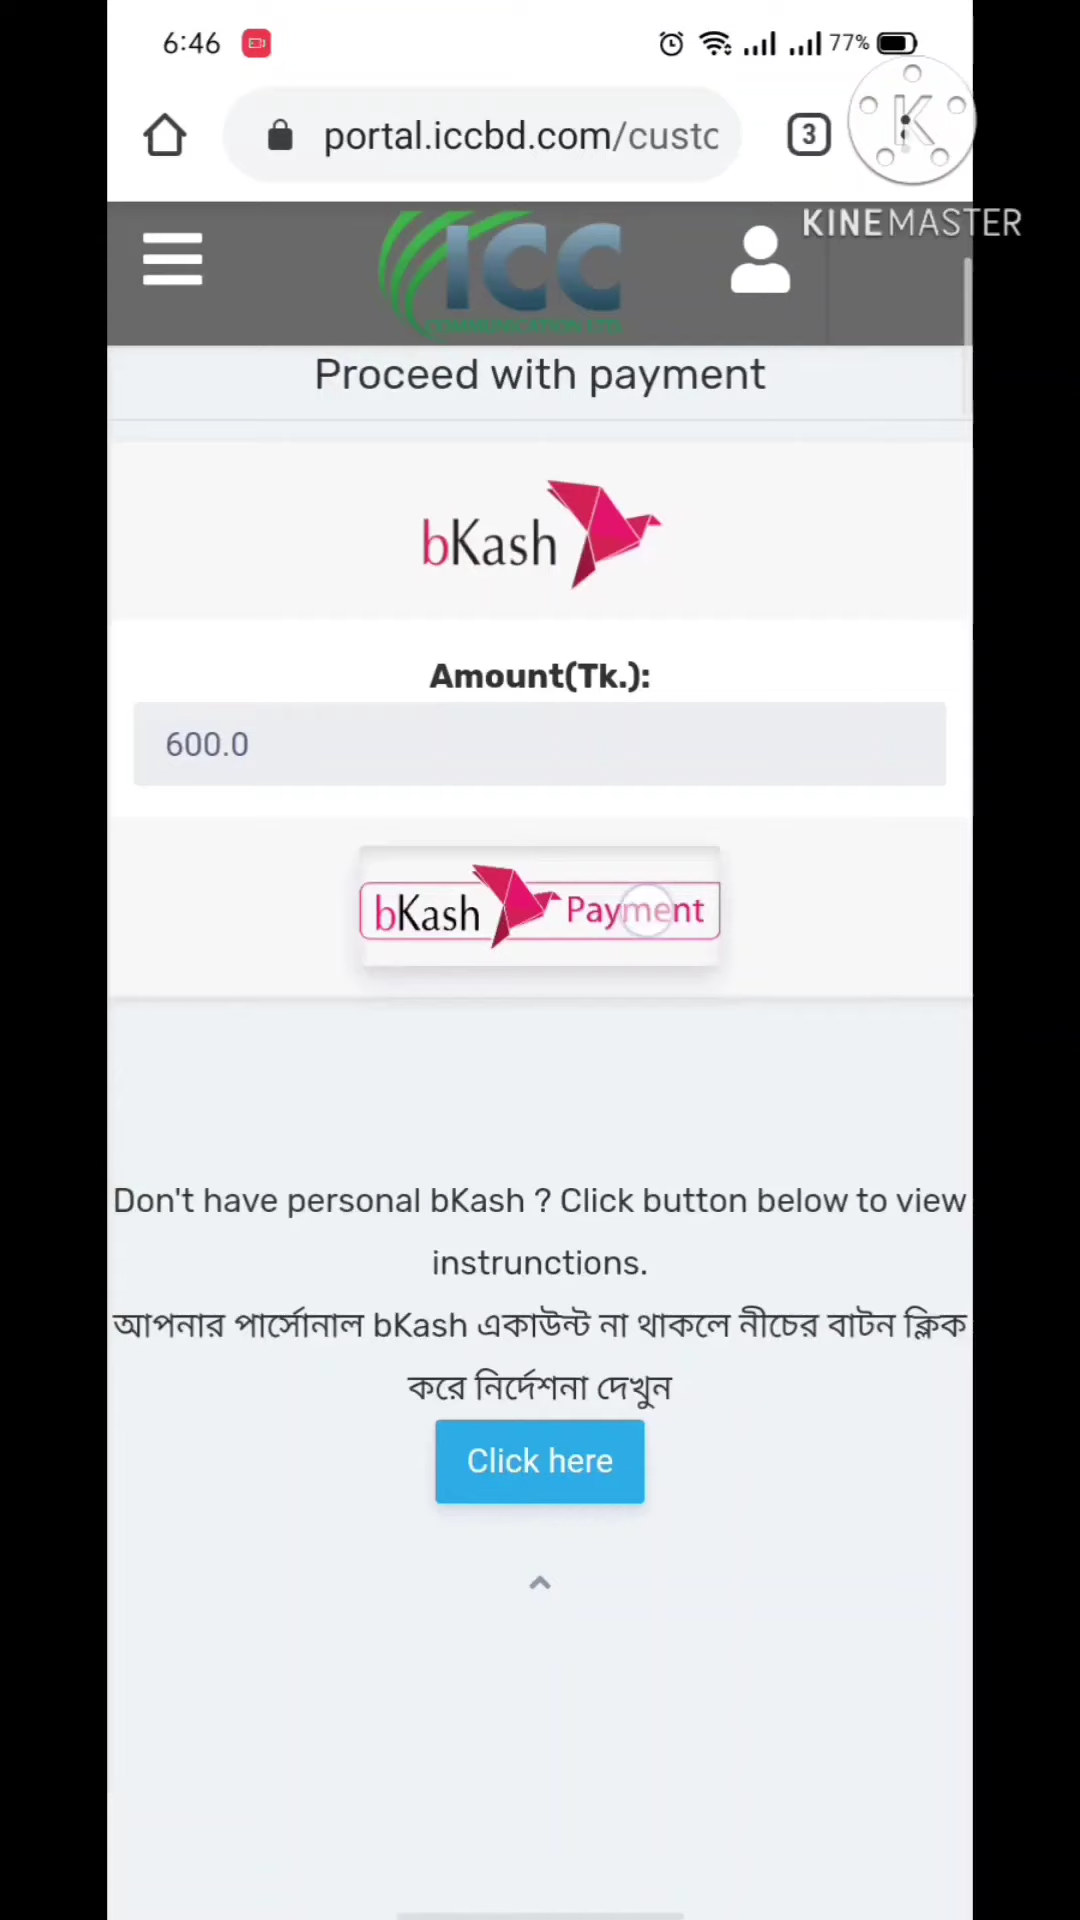 6:46
77%
portal.iccbd.com/custc
3
K
KINEMASTER
ICC
COMMUNICATION LTD
Proceed with payment
bKash
Amount(Tk.):
600.0
bKash Payment
Don't have personal bKash ? Click button below to view
instrunctions.
আপনার পার্সোনাল bKash একাউন্ট না থাকলে নীচের বাটন ক্লিক
করে নির্দেশনা দেখুন
Click here